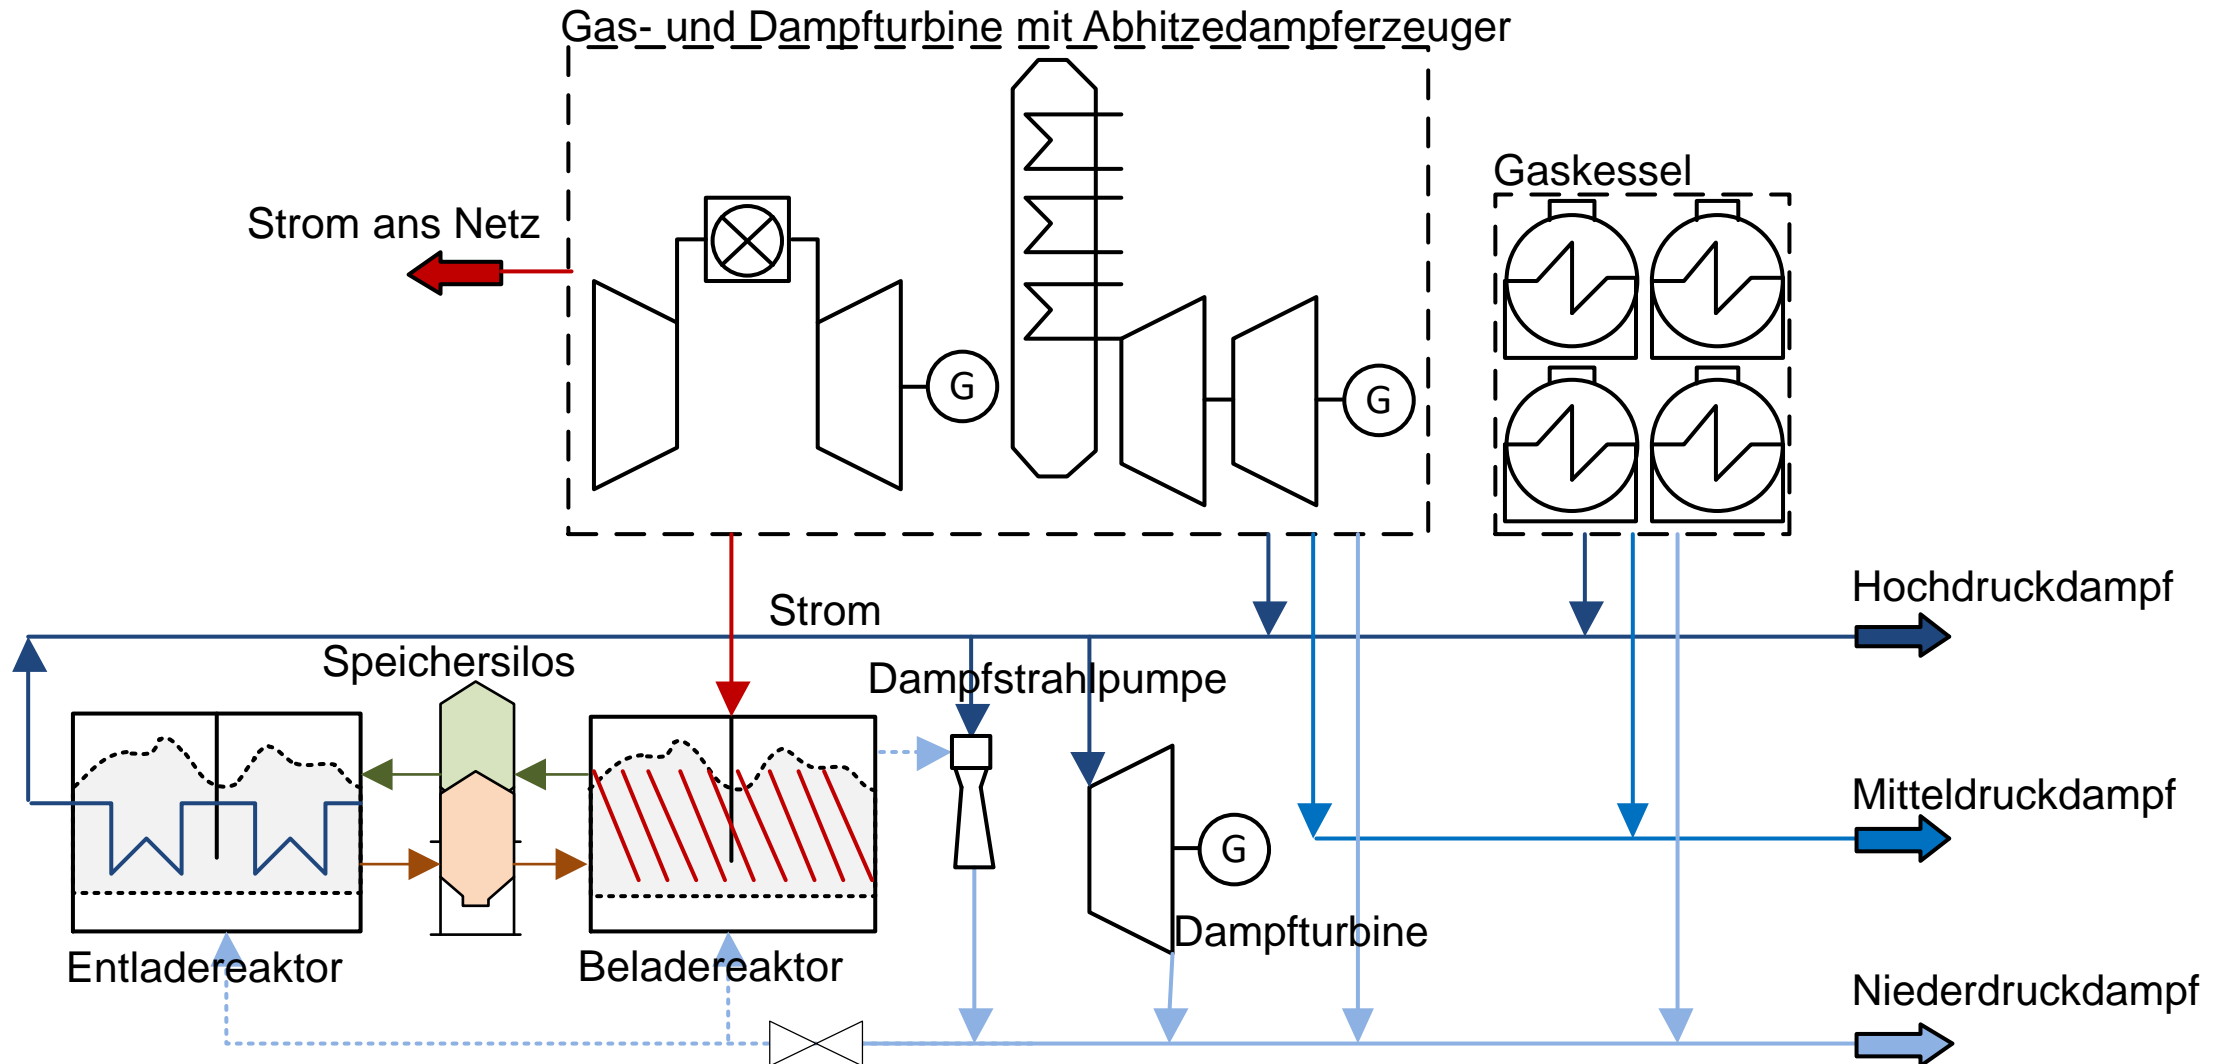 Gas- und Dampfturbine mit Abhitzedampferzeuger
Gaskessel
Strom ans Netz
G
G
Hochdruckdampf
Strom
Speichersilos
Dampfstrahlpumpe
Mitteldruckdampf
G
Dampfturbine
Entladereaktor
Beladereaktor
Niederdruckdampf